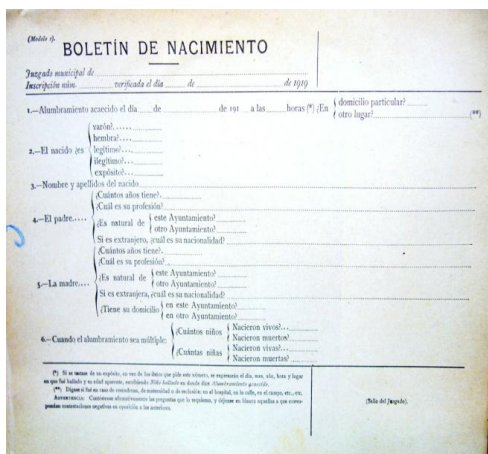 (Modelo 1).
BOLETÍN DE NACIMIENTO
Juzgado municipal de
Inscripción núm. verificada el día de de 1919
1.—Alumbramiento acaecido el día de de 191 a las horas (*) ¿En { domicilio particular?
otro lugar? (**)
varón?
hembra?
2.—El nacido ¿es legítimo?
ilegítimo?
expósito?
3.—Nombre y apellidos del nacido
¿Cuántos años tiene?
¿Cuál es su profesión?
4.—El padre ¿Es natural de { este Ayuntamiento?
otro Ayuntamiento?
Si es extranjero, ¿cuál es su nacionalidad?
¿Cuántos años tiene?
¿Cuál es su profesión?
5.—La madre ¿Es natural de { este Ayuntamiento?
otro Ayuntamiento?
Si es extranjera, ¿cuál es su nacionalidad?
¿Tiene su domicilio { en este Ayuntamiento?
en otro Ayuntamiento?
6.—Cuando el alumbramiento sea múltiple: ¿Cuántos niños { Nacieron vivos?
Nacieron muertos?
¿Cuántas niñas { Nacieron vivas?
Nacieron muertas?
(*) Si se tratase de un expósito, en vez de los datos que pide este número, se expresarán el día, mes, año, hora y lugar
en que fué hallado y su edad aparente, escribiendo Niño hallado en donde dice Alumbramiento acaecido.
(**) Dígase si fué en casa de comadrona, de maternidad o de reclusión; en el hospital, en la calle, en el campo, etc., etc.
ADVERTENCIA: Contéstense afirmativamente las preguntas que lo requieran, y déjense en blanco aquellas a que corres-
pondan contestaciones negativas en oposición a las anteriores.
(Sello del Juzgado).